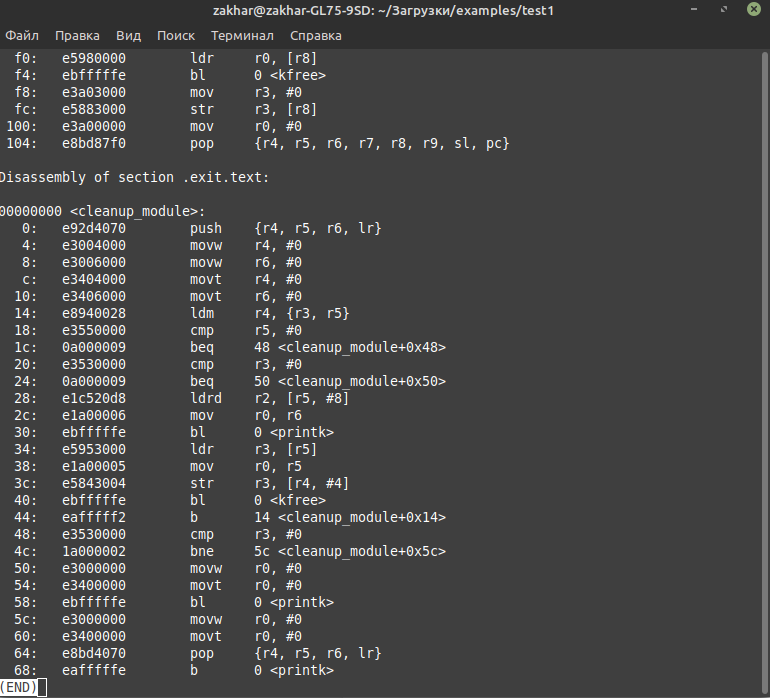 zakhar@zakhar-GL75-9SD: ~/Загрузки/examples/test1
Файл Правка Вид Поиск Терминал Справка
f0: e5980000 ldr r0, [r8]
f4: ebfffffe bl 0 <kfree>
f8: e3a03000 mov r3, #0
fc: e5883000 str r3, [r8]
100: e3a00000 mov r0, #0
104: e8bd87f0 pop {r4, r5, r6, r7, r8, r9, sl, pc}
Disassembly of section .exit.text:
00000000 <cleanup_module>:
0: e92d4070 push {r4, r5, r6, lr}
4: e3004000 movw r4, #0
8: e3006000 movw r6, #0
c: e3404000 movt r4, #0
10: e3406000 movt r6, #0
14: e8940028 ldm r4, {r3, r5}
18: e3550000 cmp r5, #0
1c: 0a000009 beq 48 <cleanup_module+0x48>
20: e3530000 cmp r3, #0
24: 0a000009 beq 50 <cleanup_module+0x50>
28: e1c520d8 ldrd r2, [r5, #8]
2c: e1a00006 mov r0, r6
30: ebfffffe bl 0 <printk>
34: e5953000 ldr r3, [r5]
38: e1a00005 mov r0, r5
3c: e5843004 str r3, [r4, #4]
40: ebfffffe bl 0 <kfree>
44: eafffff2 b 14 <cleanup_module+0x14>
48: e3530000 cmp r3, #0
4c: 1a000002 bne 5c <cleanup_module+0x5c>
50: e3000000 movw r0, #0
54: e3400000 movt r0, #0
58: ebfffffe bl 0 <printk>
5c: e3000000 movw r0, #0
60: e3400000 movt r0, #0
64: e8bd4070 pop {r4, r5, r6, lr}
68: eafffffe b 0 <printk>
(END)